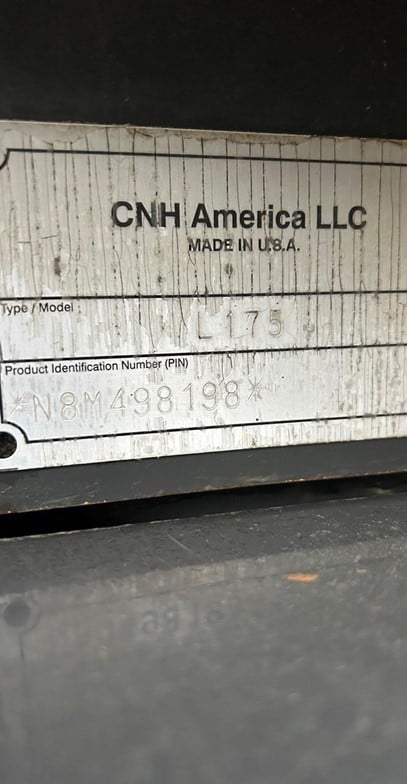 CNH America LLC
MADE IN U.S.A.
Type / Model
L175
Product Identification Number (PIN)
*N8M498198*